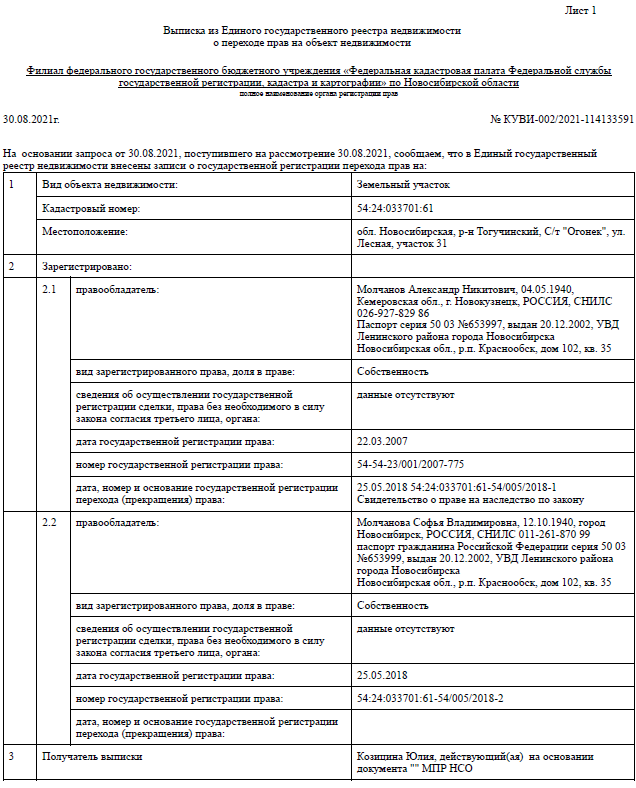 Лист 1
Выписка из Единого государственного реестра недвижимости
о переходе прав на объект недвижимости
Филиал федерального государственного бюджетного учреждения «Федеральная кадастровая палата Федеральной службы
государственной регистрации, кадастра и картографии» по Новосибирской области
полное наименование органа регистрации прав
30.08.2021г.
№ КУВИ-002/2021-114133591
На основании запроса от 30.08.2021, поступившего на рассмотрение 30.08.2021, сообщаем, что в Единый государственный
реестр недвижимости внесены записи о государственной регистрации перехода прав на:
1
Вид объекта недвижимости:
Земельный участок
Кадастровый номер:
54:24:033701:61
Местоположение:
обл. Новосибирская, р-н Тогучинский, С/т "Огонек", ул.
Лесная, участок 31
2
Зарегистрировано:
2.1
правообладатель:
Молчанов Александр Никитович, 04.05.1940,
Кемеровская обл., г. Новокузнецк, РОССИЯ, СНИЛС
026-927-829 86
Паспорт серия 50 03 №653997, выдан 20.12.2002, УВД
Ленинского района города Новосибирска
Новосибирская обл., р.п. Краснообск, дом 102, кв. 35
вид зарегистрированного права, доля в праве:
Собственность
сведения об осуществлении государственной
регистрации сделки, права без необходимого в силу
закона согласия третьего лица, органа:
данные отсутствуют
дата государственной регистрации права:
22.03.2007
номер государственной регистрации права:
54-54-23/001/2007-775
дата, номер и основание государственной регистрации
перехода (прекращения) права:
25.05.2018 54:24:033701:61-54/005/2018-1
Свидетельство о праве на наследство по закону
2.2
правообладатель:
Молчанова Софья Владимировна, 12.10.1940, город
Новосибирск, РОССИЯ, СНИЛС 011-261-870 99
паспорт гражданина Российской Федерации серия 50 03
№653999, выдан 20.12.2002, УВД Ленинского района
города Новосибирска
Новосибирская обл., р.п. Краснообск, дом 102, кв. 35
вид зарегистрированного права, доля в праве:
Собственность
сведения об осуществлении государственной
регистрации сделки, права без необходимого в силу
закона согласия третьего лица, органа:
данные отсутствуют
дата государственной регистрации права:
25.05.2018
номер государственной регистрации права:
54:24:033701:61-54/005/2018-2
дата, номер и основание государственной регистрации
перехода (прекращения) права:
3
Получатель выписки
Козицина Юлия, действующий(ая) на основании
документа "" МПР НСО